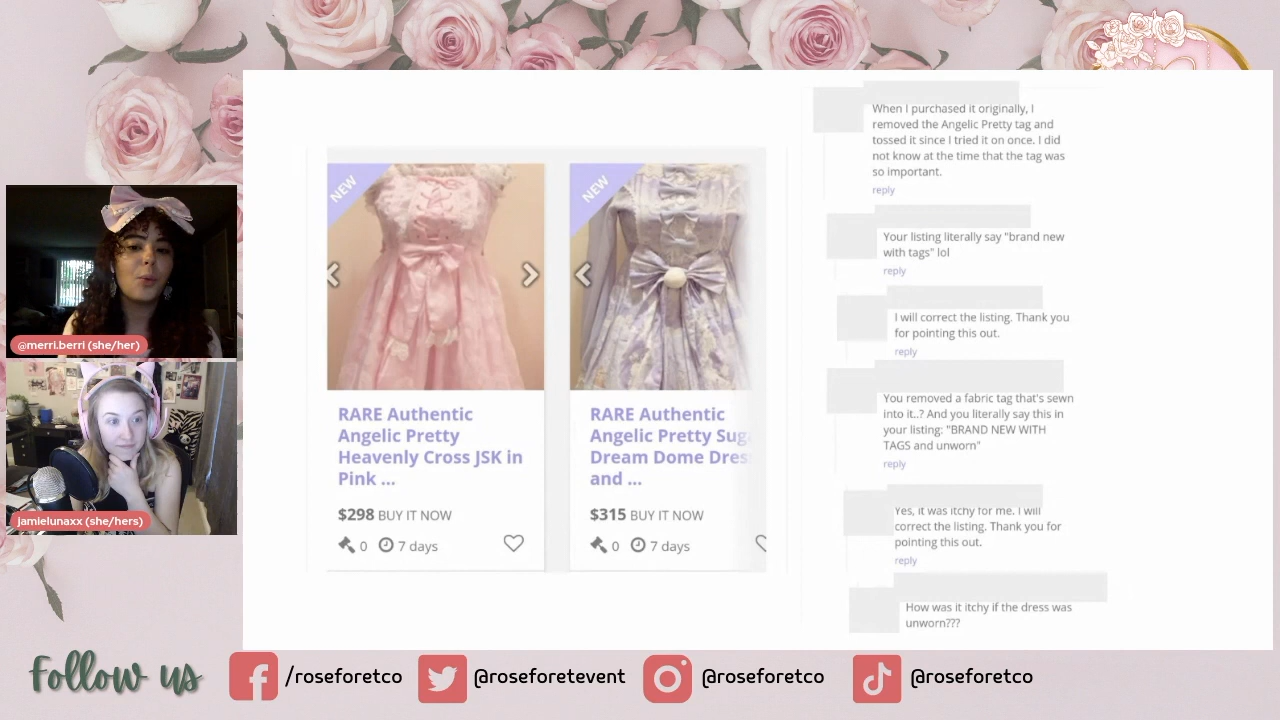 When I purchased it originally, I
removed the Angelic Pretty tag and
tossed it since I tried it on once. I did
not know at the time that the tag was
so important.
reply
Your listing literally say "brand new
with tags" lol
reply
I will correct the listing. Thank you
for pointing this out.
reply
You removed a fabric tag that's sewn
into it..? And you literally say this in
your listing: "BRAND NEW WITH
TAGS and unworn"
reply
Yes, it was itchy for me. I will
correct the listing. Thank you for
pointing this out.
reply
How was it itchy if the dress was
unworn???
NEW
RARE Authentic
Angelic Pretty
Heavenly Cross JSK in
Pink ...
$298 BUY IT NOW
0 7 days
NEW
RARE Authentic
Angelic Pretty
Dream Dome
and ...
$315 BUY IT NOW
0 7 days
@merri.berri (she/her)
jamielunaxx (she/hers)
Follow us
/roseforetco
@roseforetevent
@roseforetco
@roseforetco